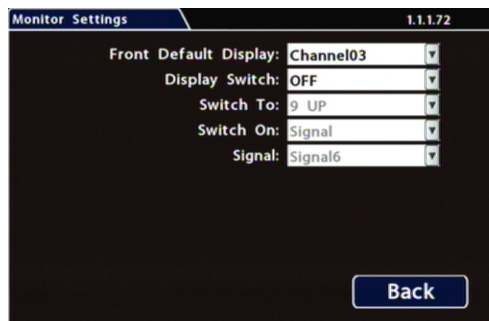 Monitor Settings 1.1.1.72
Front Default Display: Channel03
Display Switch: OFF
Switch To: 9 UP
Switch On: Signal
Signal: Signal6
Back